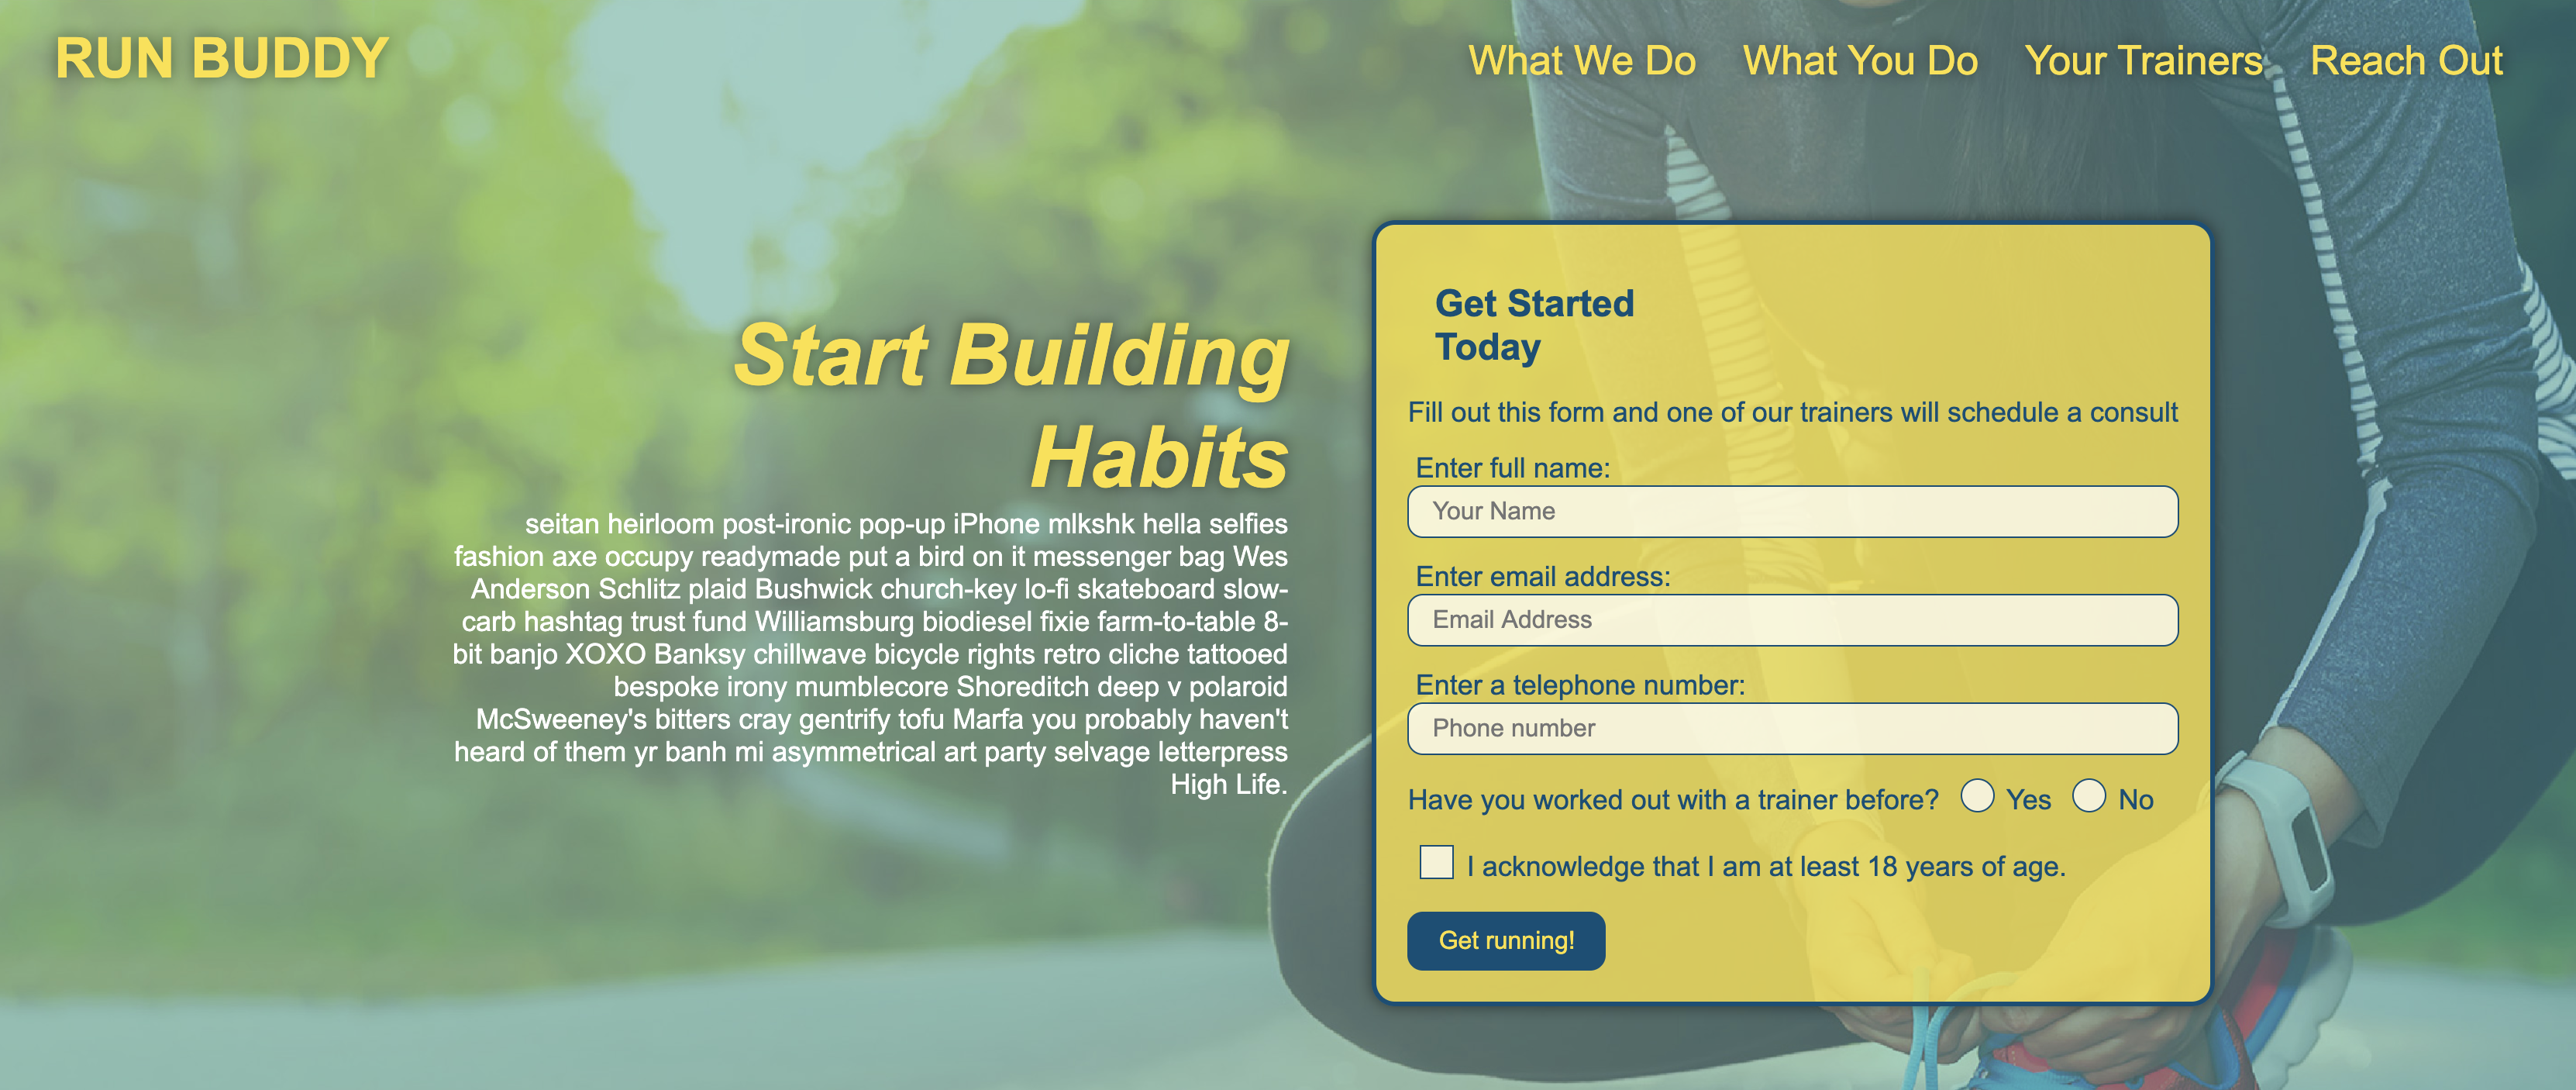 RUN BUDDY
What We Do
What You Do
Your Trainers
Reach Out
Start Building
Habits
seitan heirloom post-ironic pop-up iPhone mlkshk hella selfies
fashion axe occupy readymade put a bird on it messenger bag Wes
Anderson Schlitz plaid Bushwick church-key lo-fi skateboard slow-
carb hashtag trust fund Williamsburg biodiesel fixie farm-to-table 8-
bit banjo XOXO Banksy chillwave bicycle rights retro cliche tattooed
bespoke irony mumblecore Shoreditch deep v polaroid
McSweeney's bitters cray gentrify tofu Marfa you probably haven't
heard of them yr banh mi asymmetrical art party selvage letterpress
High Life.
Get Started
Today
Fill out this form and one of our trainers will schedule a consult
Enter full name:
Your Name
Enter email address:
Email Address
Enter a telephone number:
Phone number
Have you worked out with a trainer before? Yes No
I acknowledge that I am at least 18 years of age.
Get running!